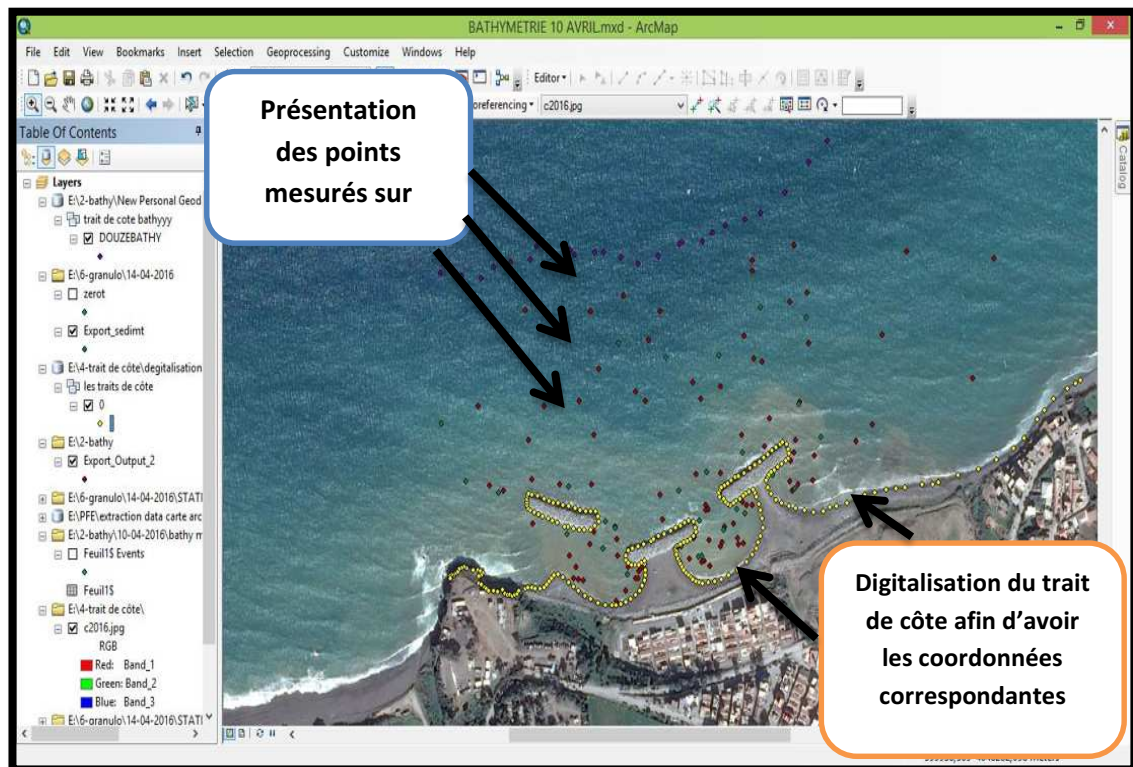 BATHYMETRIE 10 AVRIL.mxd - ArcMap
File Edit View Bookmarks Insert Selection Geoprocessing Customize Windows Help
Editor
oreferencing c2016.jpg
Table Of Contents
Catalog
Layers
E:\2-bathy\New Personal Geod
trait de cote bathyyy
DOUZEBATHY
E:\6-granulo\14-04-2016
zerot
Export_sedimt
E:\4-trait de côte\degitalisation
les traits de côte
0
E:\2-bathy
Export_Output_2
E:\6-granulo\14-04-2016\STATI
E:\PFE\extraction data carte arc
E:\2-bathy\10-04-2016\bathy m
Feuil1$ Events
Feuil1$
E:\4-trait de côte\
c2016.jpg
RGB
Red: Band_1
Green: Band_2
Blue: Band_3
E:\6-granulo\14-04-2016\STATI
Présentation
des points
mesurés sur
Digitalisation du trait
de côte afin d’avoir
les coordonnées
correspondantes